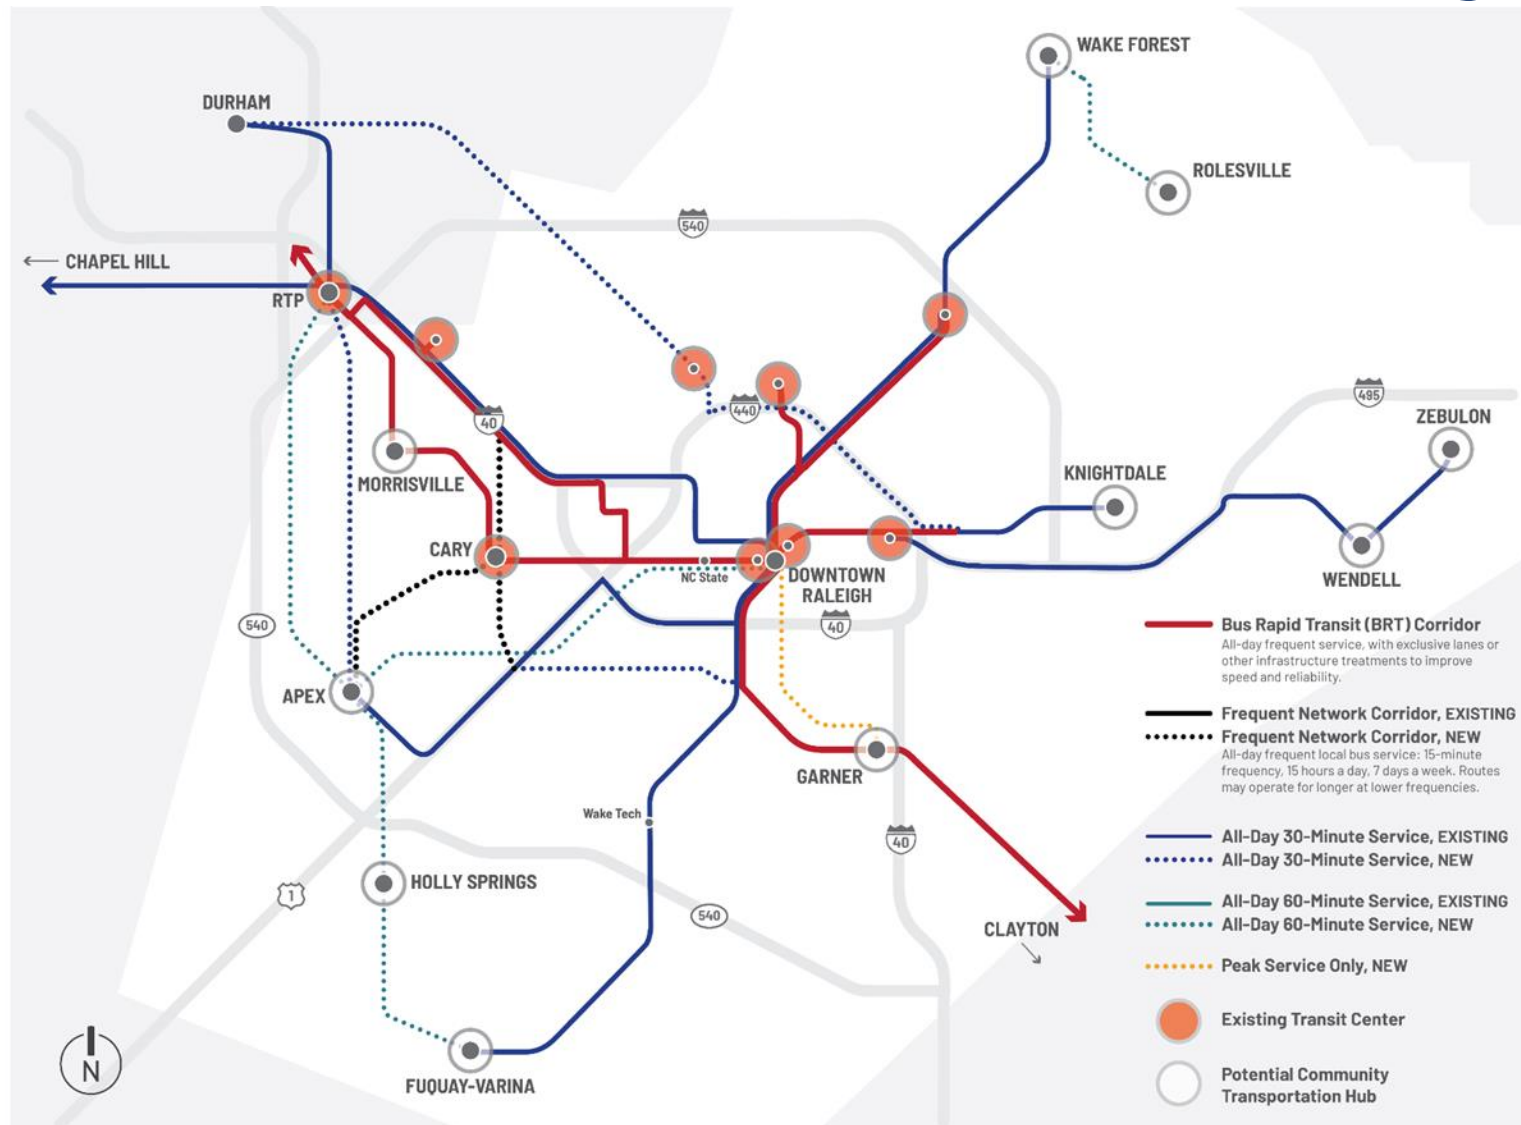 WAKE FOREST
DURHAM
ROLESVILLE
540
CHAPEL HILL
RTP
40
440
495
ZEBULON
MORRISVILLE
KNIGHTDALE
CARY
NC State
DOWNTOWN
RALEIGH
WENDELL
540
40
APEX
GARNER
Wake Tech
40
HOLLY SPRINGS
1
540
CLAYTON
FUQUAY-VARINA
N
Bus Rapid Transit (BRT) Corridor
All-day frequent service, with exclusive lanes or
other infrastructure treatments to improve
speed and reliability.
Frequent Network Corridor, EXISTING
Frequent Network Corridor, NEW
All-day frequent local bus service: 15-minute
frequency, 15 hours a day, 7 days a week. Routes
may operate for longer at lower frequencies.
All-Day 30-Minute Service, EXISTING
All-Day 30-Minute Service, NEW
All-Day 60-Minute Service, EXISTING
All-Day 60-Minute Service, NEW
Peak Service Only, NEW
Existing Transit Center
Potential Community
Transportation Hub